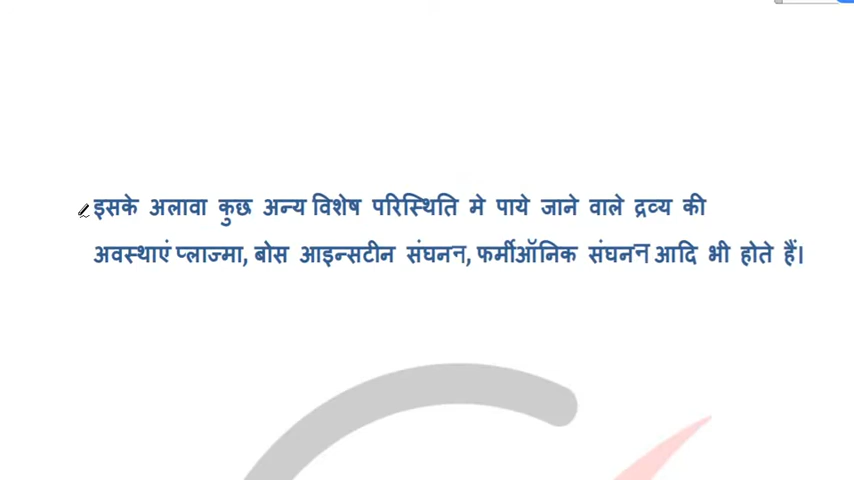 इसके अलावा कुछ अन्य विशेष परिस्थिति मे पाये जाने वाले द्रव्य की
अवस्थाएं प्लाज्मा, बोस आइन्सटीन संघनन, फर्मीऑनिक संघनन आदि भी होते हैं।